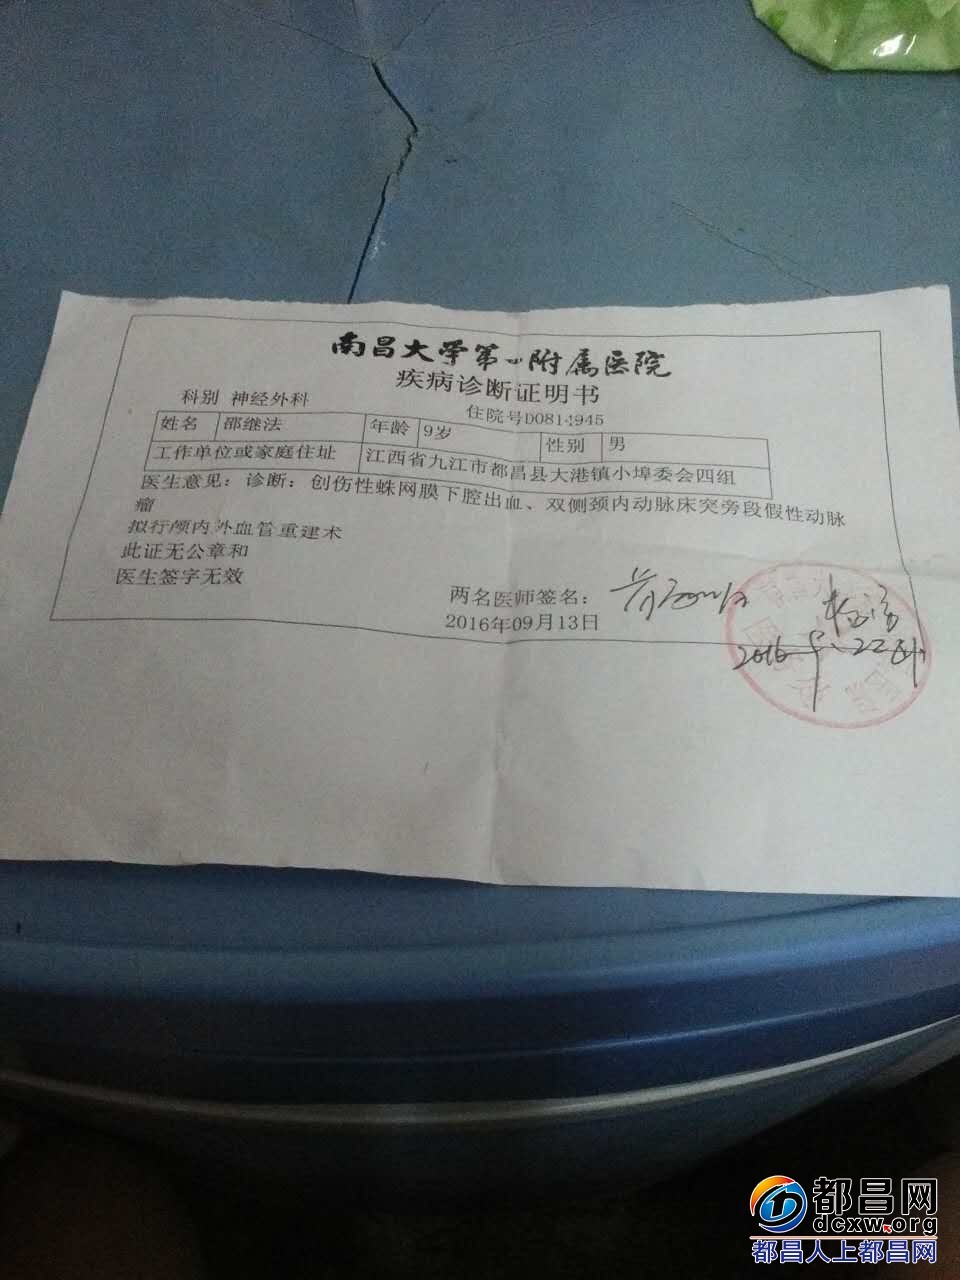 南昌大学第一附属医院
疾病诊断证明书
科别 神经外科
住院号D0814945
姓名 邵继法 年龄 9岁 性别 男
工作单位或家庭住址 江西省九江市都昌县大港镇小埠委会四组
医生意见：诊断：创伤性蛛网膜下腔出血、双侧颈内动脉床突旁段假性动脉
瘤
拟行颅内外血管重建术
此证无公章和
医生签字无效
两名医师签名：
2016年09月13日
都昌网
dcxw.org
都昌人上都昌网